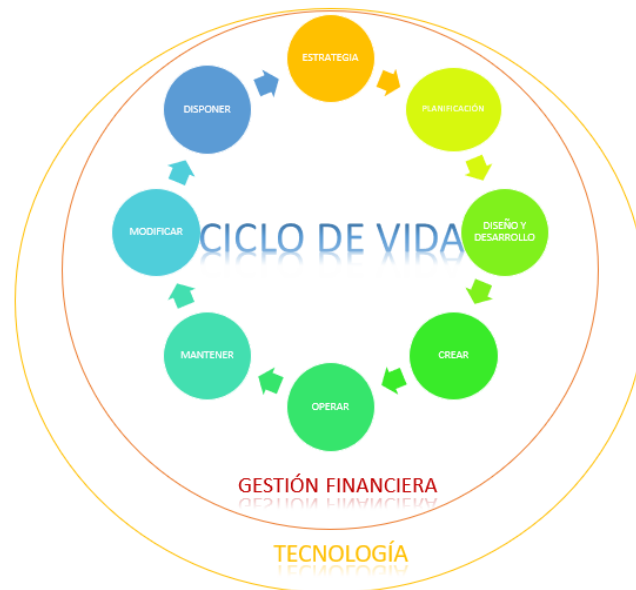 ESTRATEGIA
PLANIFICACIÓN
DISEÑO Y
DESARROLLO
CREAR
OPERAR
MANTENER
MODIFICAR
DISPONER
CICLO DE VIDA
GESTIÓN FINANCIERA
TECNOLOGÍA